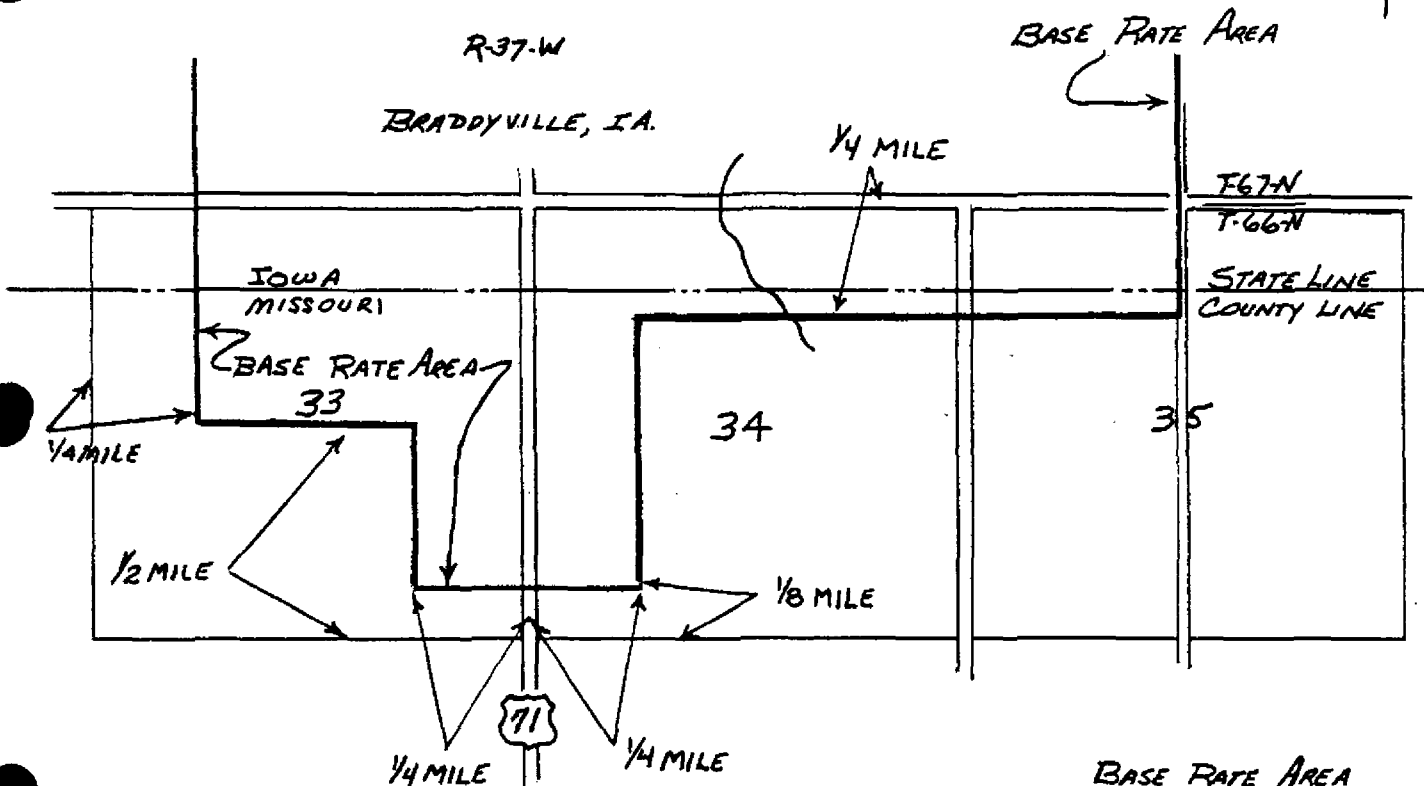 R-37-W
BASE RATE AREA
BRADDYVILLE, IA.
1/4 MILE
T-67-N
T-66-N
IOWA
MISSOURI
STATE LINE
COUNTY LINE
BASE RATE AREA
33
34
35
1/4 MILE
1/2 MILE
1/8 MILE
71
1/4 MILE
1/4 MILE
BASE RATE AREA